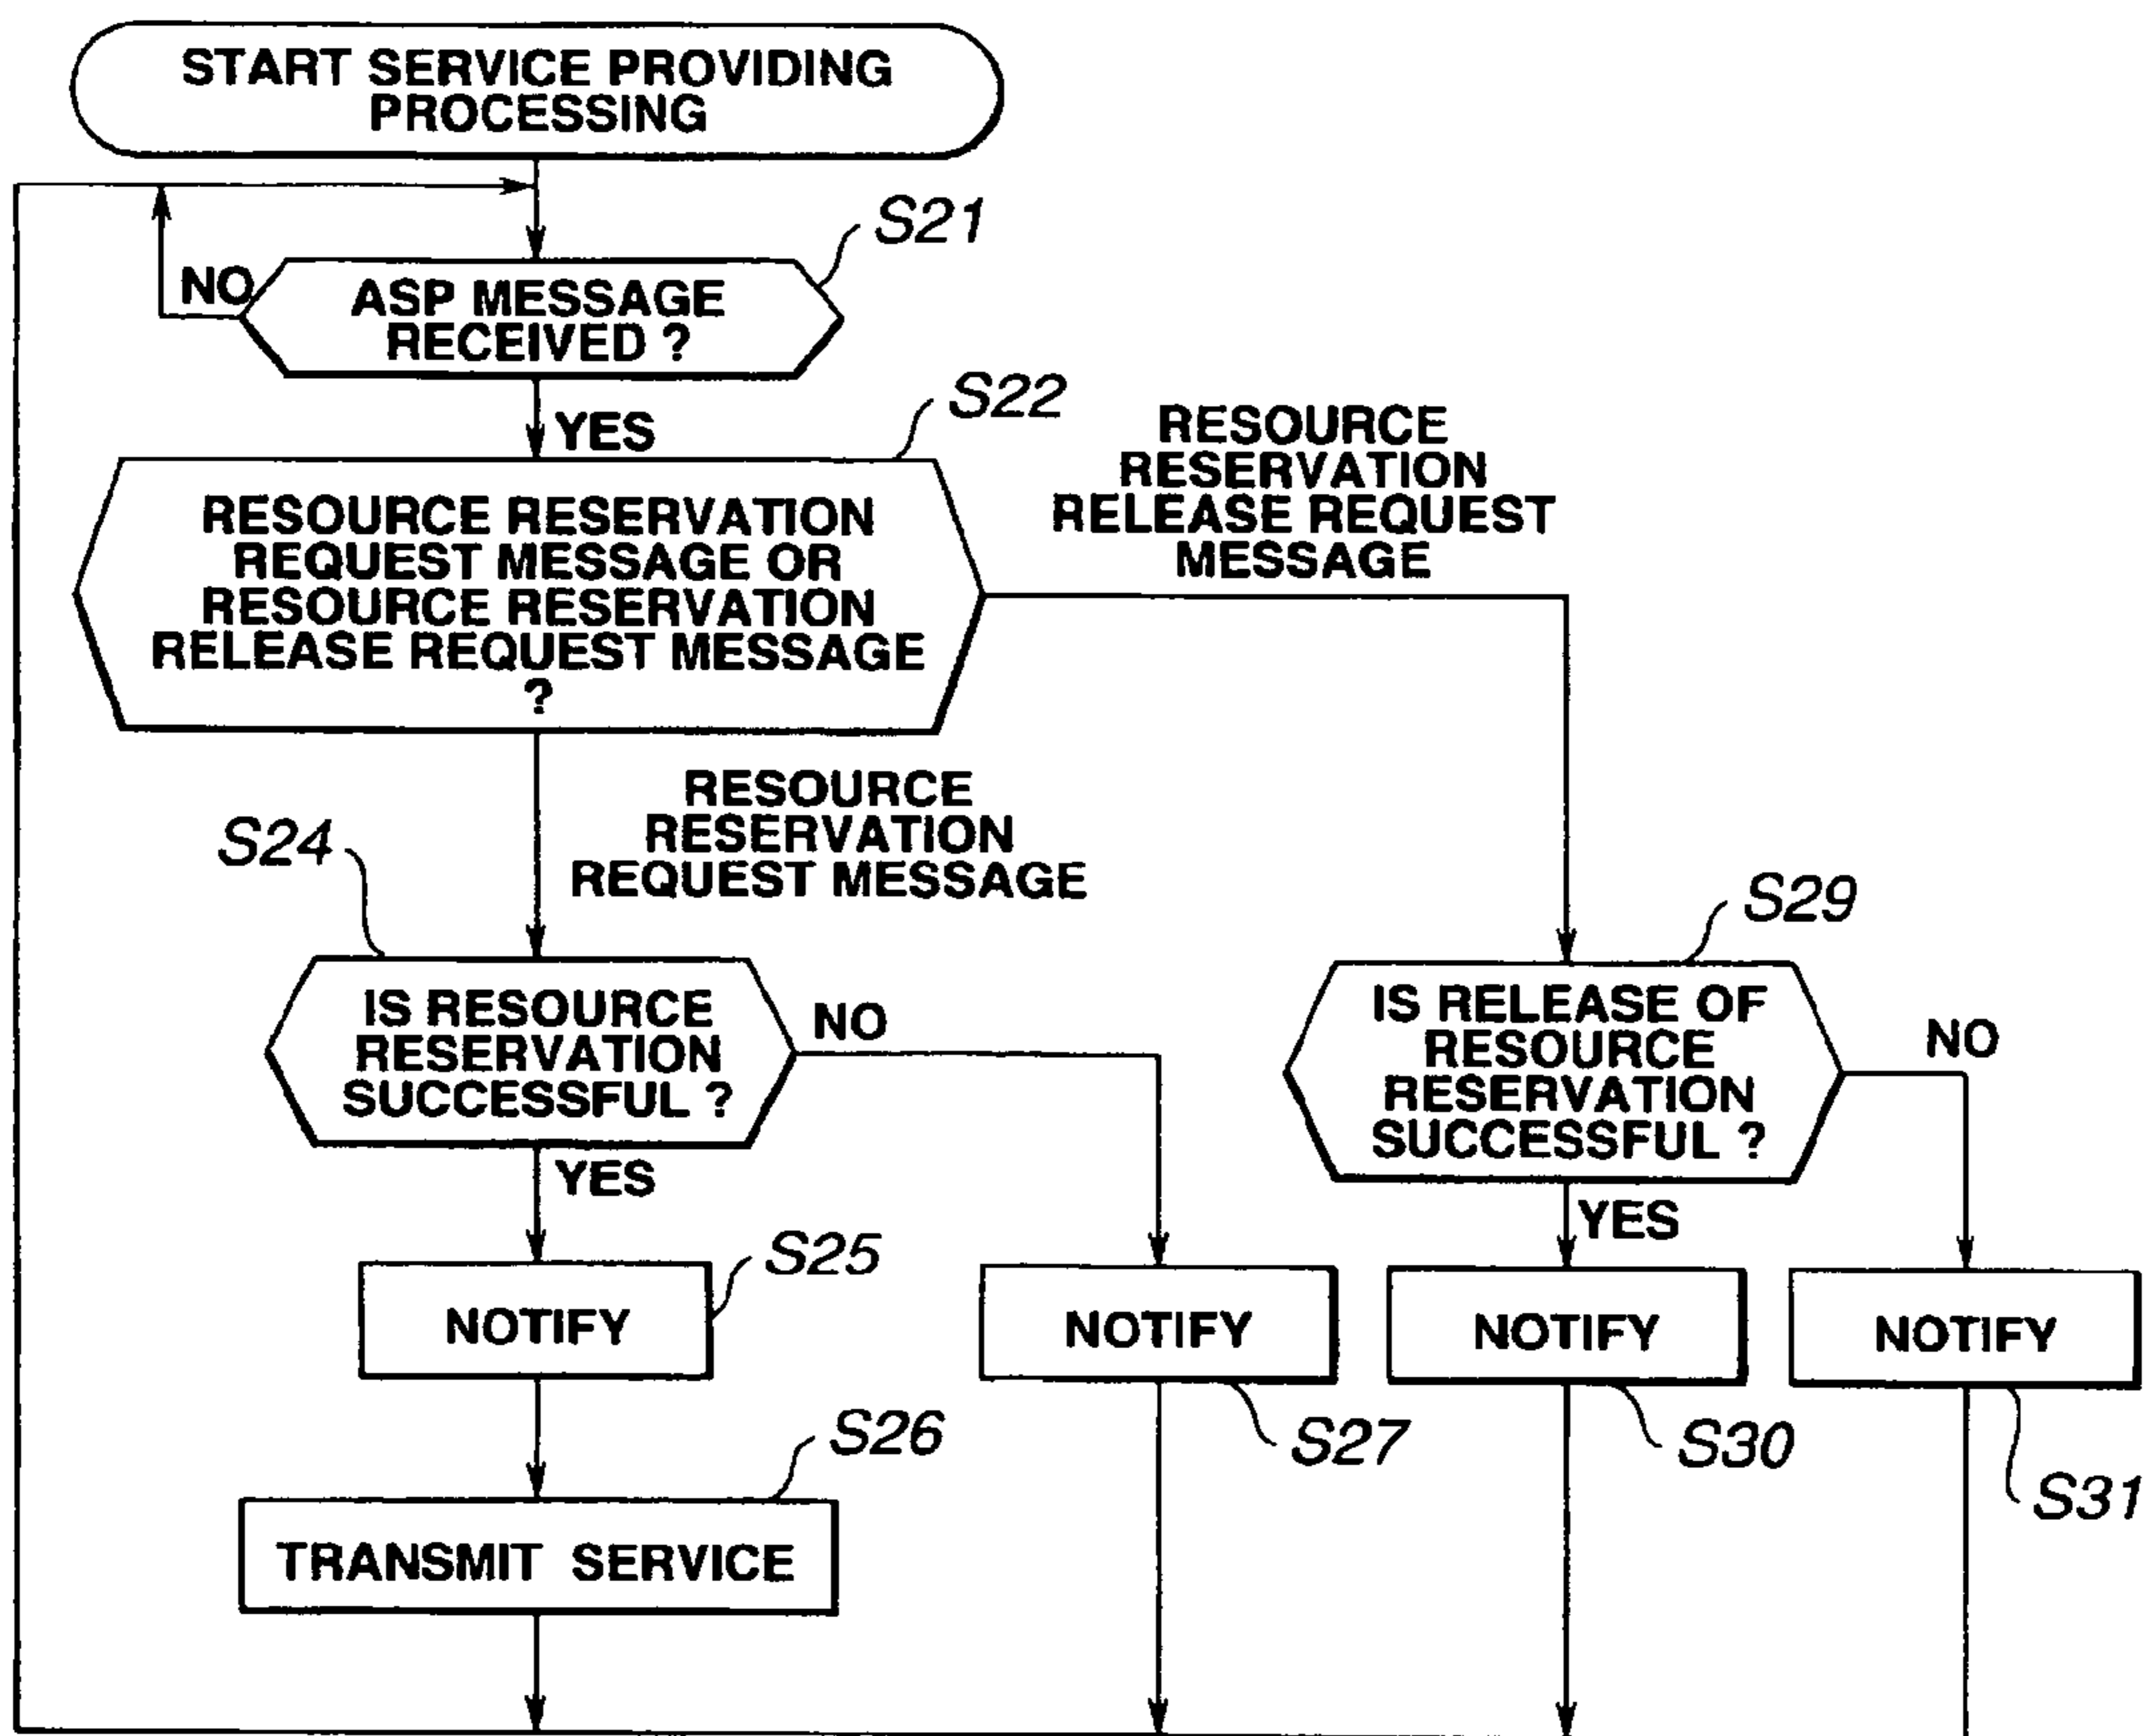 START SERVICE PROVIDING
PROCESSING
S21
NO
ASP MESSAGE
RECEIVED ?
YES
S22
RESOURCE RESERVATION
REQUEST MESSAGE OR
RESOURCE RESERVATION
RELEASE REQUEST MESSAGE
?
RESOURCE
RESERVATION
RELEASE REQUEST
MESSAGE
RESOURCE
RESERVATION
REQUEST MESSAGE
S24
IS RESOURCE
RESERVATION
SUCCESSFUL ?
NO
YES
S29
IS RELEASE OF
RESOURCE
RESERVATION
SUCCESSFUL ?
NO
YES
S25
NOTIFY
NOTIFY
NOTIFY
NOTIFY
S27
S30
S31
S26
TRANSMIT SERVICE